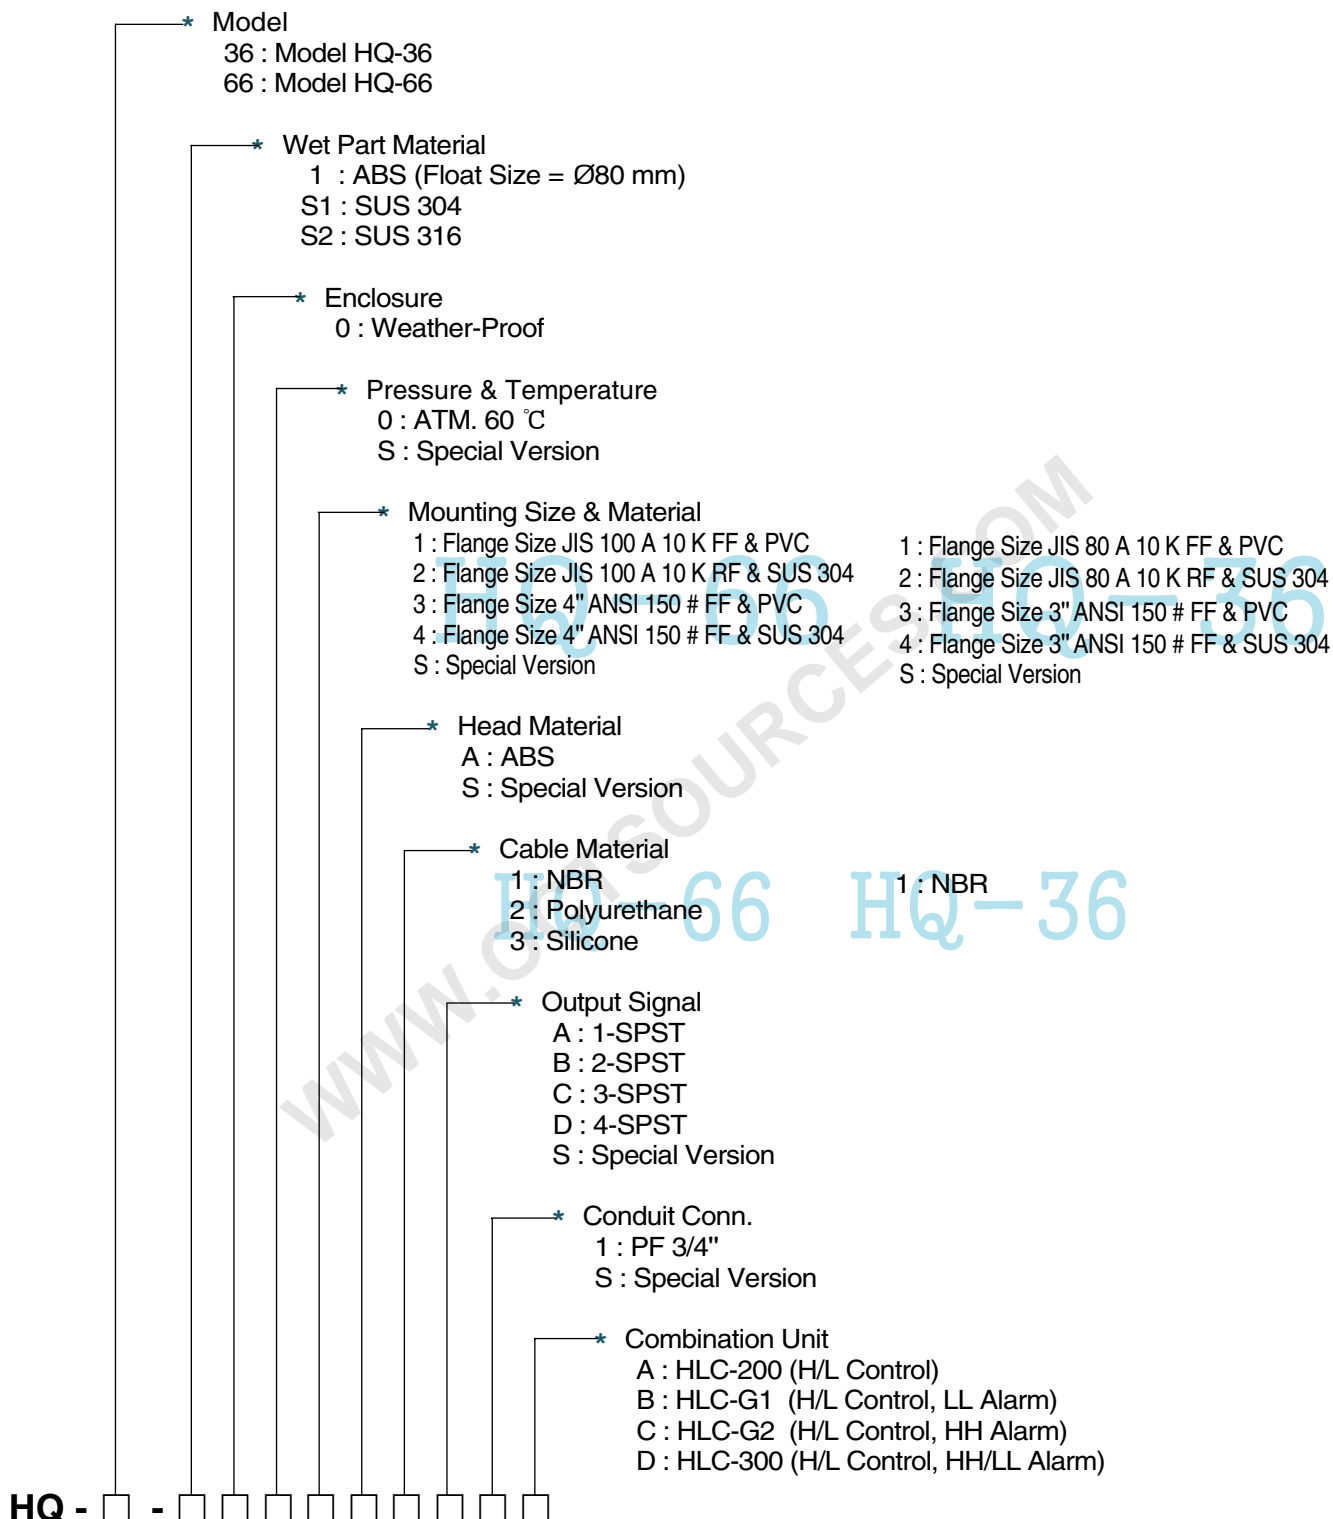 * Model
36 : Model HQ-36
66 : Model HQ-66
* Wet Part Material
1 : ABS (Float Size = Ø80 mm)
S1 : SUS 304
S2 : SUS 316
* Enclosure
0 : Weather-Proof
* Pressure & Temperature
0 : ATM. 60 ℃
S : Special Version
* Mounting Size & Material
HQ-66
1 : Flange Size JIS 100 A 10 K FF & PVC
2 : Flange Size JIS 100 A 10 K RF & SUS 304
3 : Flange Size 4" ANSI 150 # FF & PVC
4 : Flange Size 4" ANSI 150 # FF & SUS 304
S : Special Version
HQ-36
1 : Flange Size JIS 80 A 10 K FF & PVC
2 : Flange Size JIS 80 A 10 K RF & SUS 304
3 : Flange Size 3" ANSI 150 # FF & PVC
4 : Flange Size 3" ANSI 150 # FF & SUS 304
S : Special Version
* Head Material
A : ABS
S : Special Version
* Cable Material
HQ-66
1 : NBR
2 : Polyurethane
3 : Silicone
HQ-36
1 : NBR
* Output Signal
A : 1-SPST
B : 2-SPST
C : 3-SPST
D : 4-SPST
S : Special Version
* Conduit Conn.
1 : PF 3/4"
S : Special Version
* Combination Unit
A : HLC-200 (H/L Control)
B : HLC-G1 (H/L Control, LL Alarm)
C : HLC-G2 (H/L Control, HH Alarm)
D : HLC-300 (H/L Control, HH/LL Alarm)
HQ - □ - □ □ □ □ □ □ □ □ □